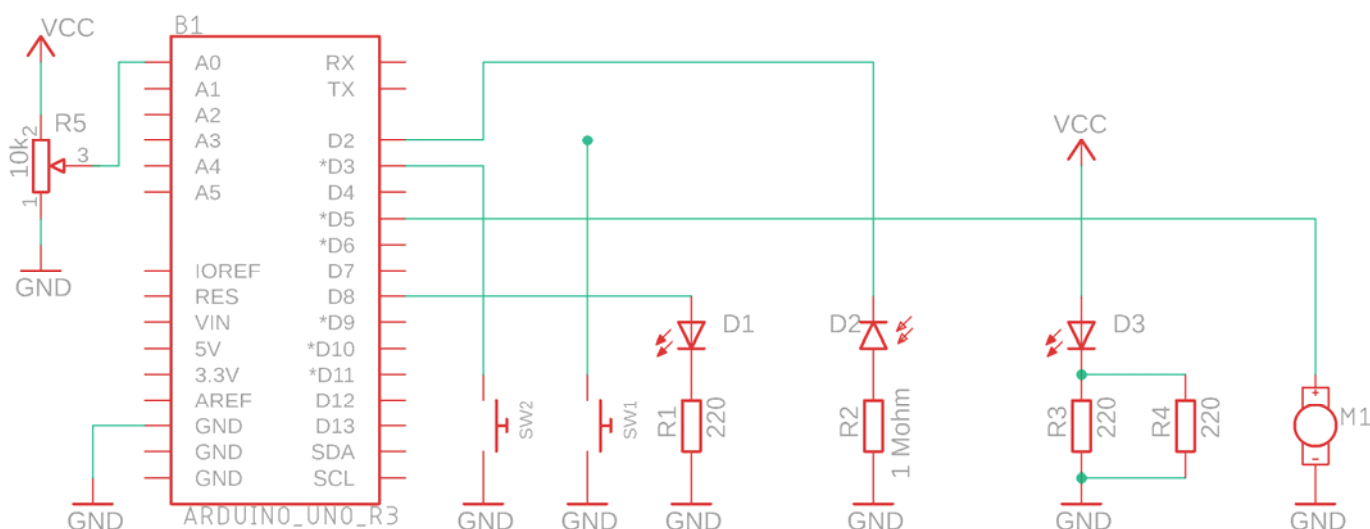 VCC
B1
A0
RX
A1
TX
A2
R5
A3
D2
10k
2
3
1
VCC
A4
*D3
A5
D4
*D5
*D6
GND
IOREF
D7
RES
D8
VIN
*D9
D1
D2
D3
5V
*D10
3.3V
*D11
AREF
D12
GND
D13
GND
SDA
GND
SCL
SW2
SW1
R1
220
R2
1 Mohm
R3
220
R4
220
+
M1
-
GND
ARDUINO_UNO_R3
GND
GND
GND
GND
GND
GND